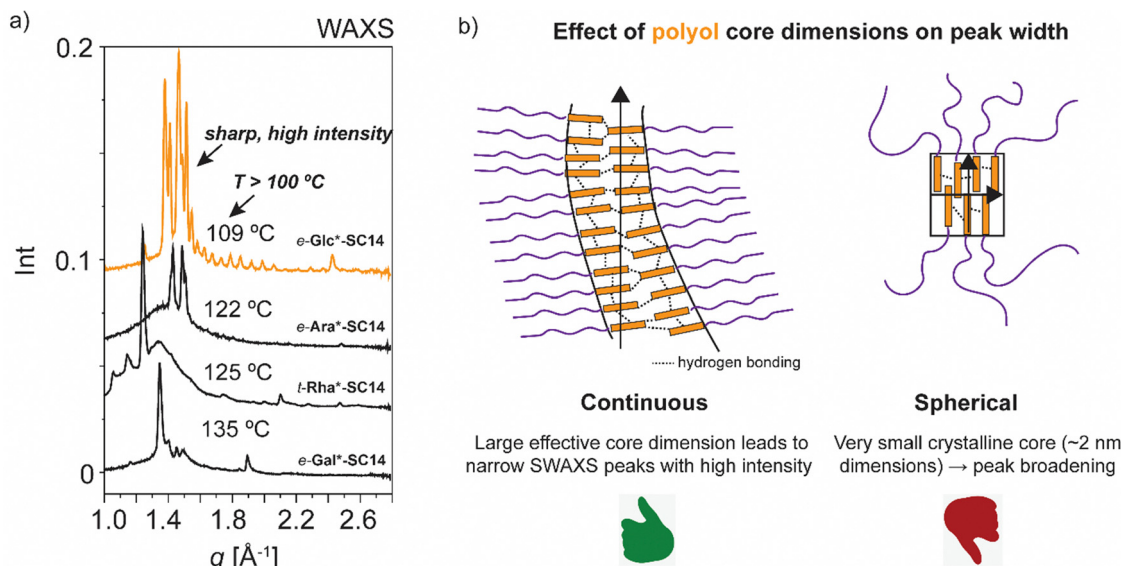 a)
WAXS
0.2
sharp, high intensity
T > 100 ºC
109 ºC
e-Glc*-SC14
0.1
Int
122 ºC
e-Ara*-SC14
125 ºC
t-Rha*-SC14
135 ºC
e-Gal*-SC14
0
1.0 1.4 1.8 2.2 2.6
q [Å-1]
b)
Effect of polyol core dimensions on peak width
hydrogen bonding
Continuous
Large effective core dimension leads to
narrow SWAXS peaks with high intensity
Spherical
Very small crystalline core (~2 nm
dimensions) → peak broadening